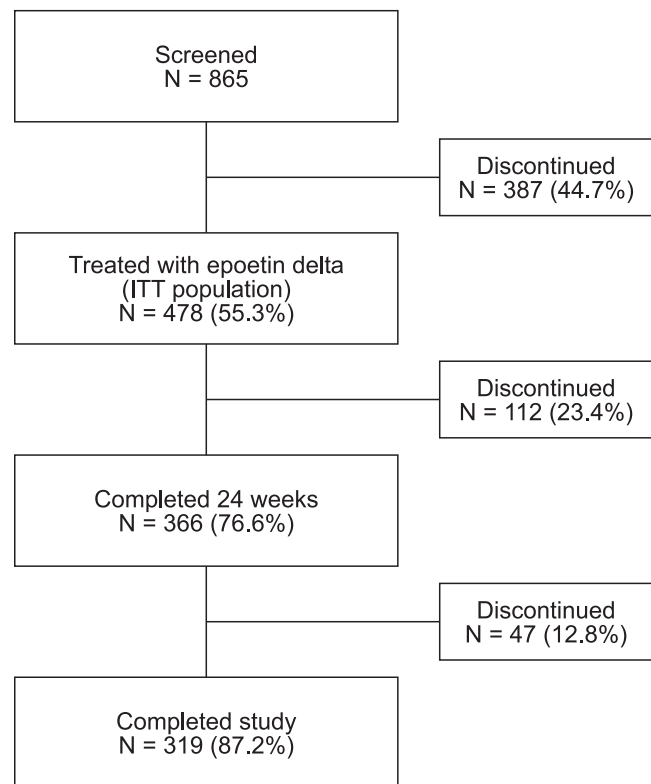 Screened
N = 865
Discontinued
N = 387 (44.7%)
Treated with epoetin delta
(ITT population)
N = 478 (55.3%)
Discontinued
N = 112 (23.4%)
Completed 24 weeks
N = 366 (76.6%)
Discontinued
N = 47 (12.8%)
Completed study
N = 319 (87.2%)